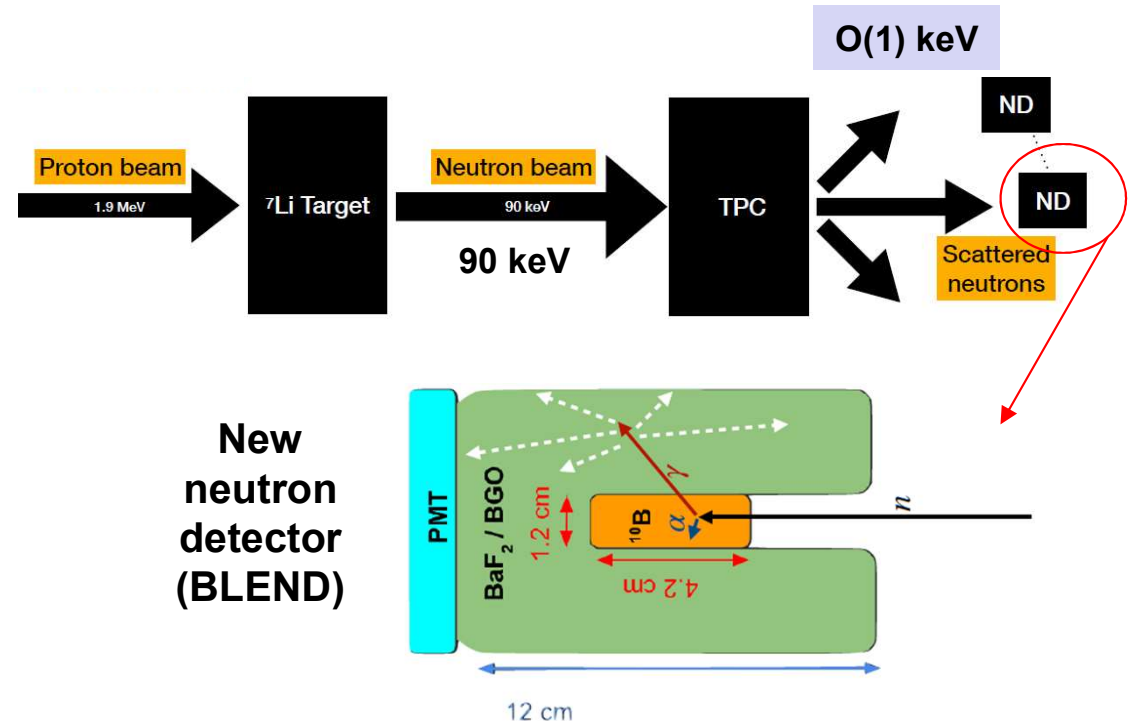 O(1) keV
ND
Proton beam
1.9 MeV
⁷Li Target
Neutron beam
90 keV
90 keV
TPC
ND
Scattered
neutrons
New
neutron
detector
(BLEND)
PMT
BaF₂ / BGO
1.2 cm
¹⁰B
α
γ
n
4.2 cm
12 cm